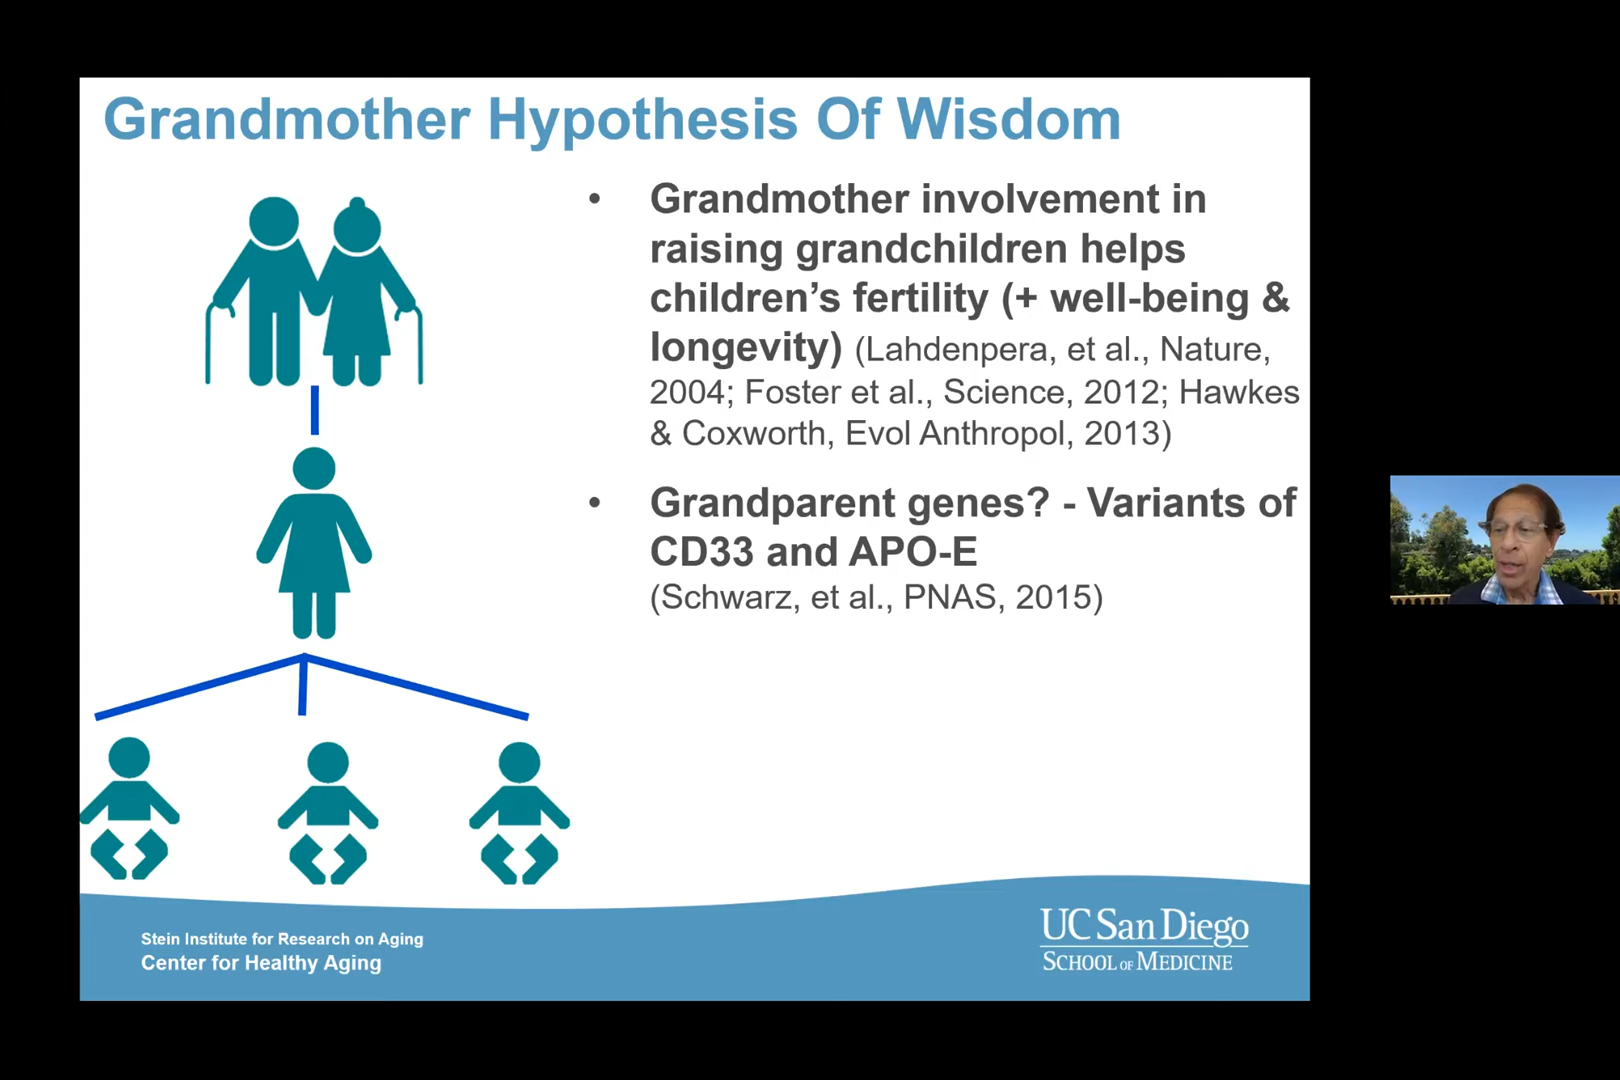 Grandmother Hypothesis Of Wisdom
• Grandmother involvement in
raising grandchildren helps
children’s fertility (+ well-being &
longevity) (Lahdenpera, et al., Nature,
2004; Foster et al., Science, 2012; Hawkes
& Coxworth, Evol Anthropol, 2013)
• Grandparent genes? - Variants of
CD33 and APO-E
(Schwarz, et al., PNAS, 2015)
Stein Institute for Research on Aging
Center for Healthy Aging
UC San Diego
SCHOOL OF MEDICINE